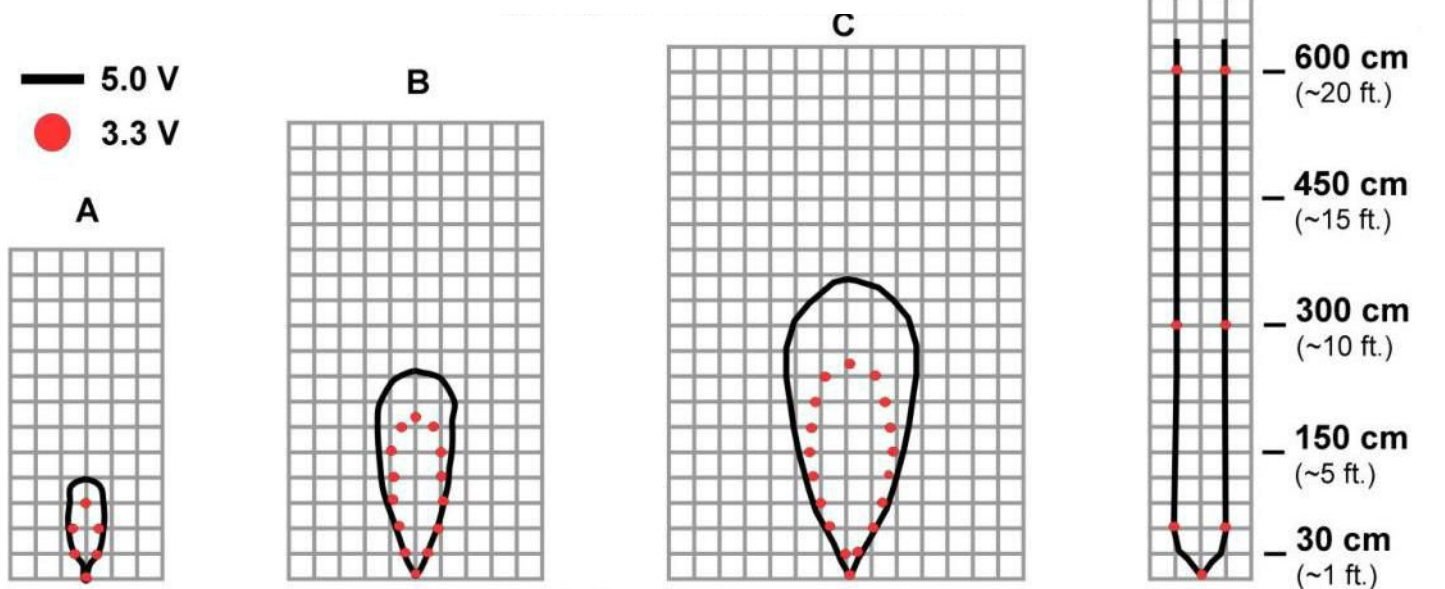 5.0 V
3.3 V
A
B
C
600 cm
(~20 ft.)
450 cm
(~15 ft.)
300 cm
(~10 ft.)
150 cm
(~5 ft.)
30 cm
(~1 ft.)